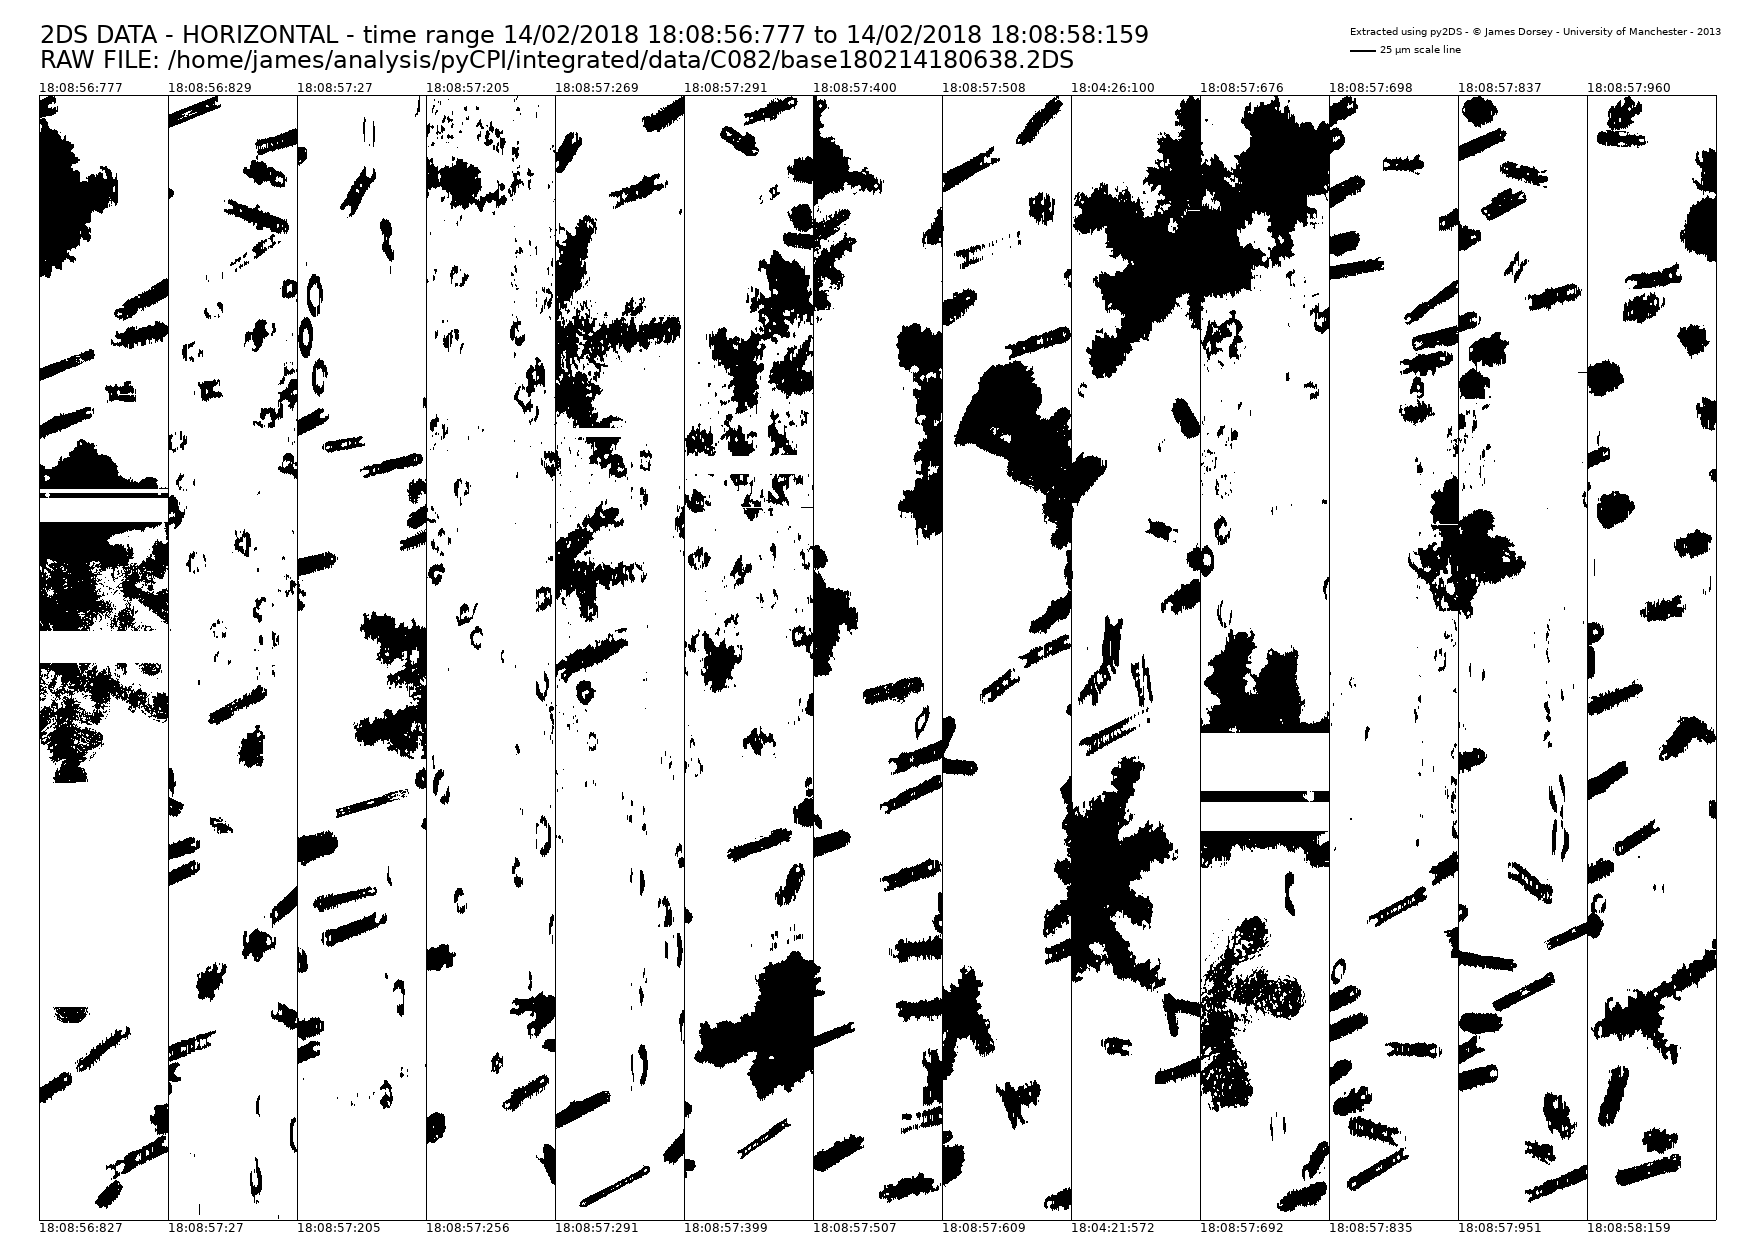 2DS DATA - HORIZONTAL - time range 14/02/2018 18:08:56:777 to 14/02/2018 18:08:58:159
RAW FILE: /home/james/analysis/pyCPI/integrated/data/C082/base180214180638.2DS
Extracted using py2DS - © James Dorsey - University of Manchester - 2013
25 μm scale line
18:08:56:777 18:08:56:829 18:08:57:27 18:08:57:205 18:08:57:269 18:08:57:291 18:08:57:400 18:08:57:508 18:04:26:100 18:08:57:676 18:08:57:698 18:08:57:837 18:08:57:960
18:08:56:827 18:08:57:27 18:08:57:205 18:08:57:256 18:08:57:291 18:08:57:399 18:08:57:507 18:08:57:609 18:04:21:572 18:08:57:692 18:08:57:835 18:08:57:951 18:08:58:159